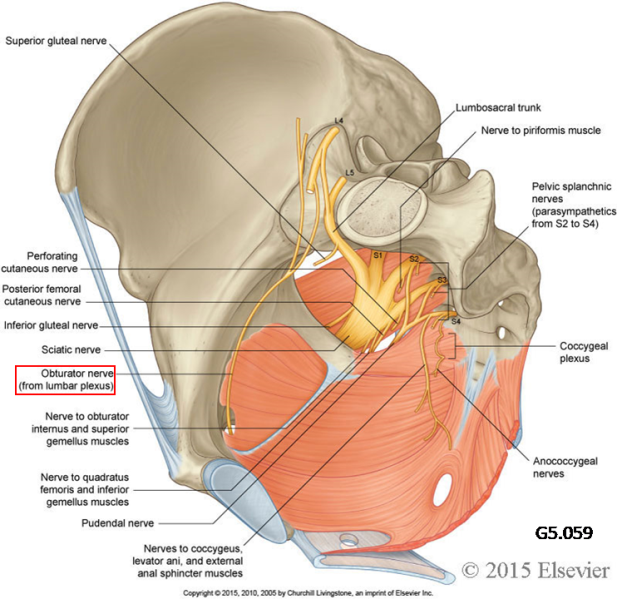 Superior gluteal nerve
L4
Lumbosacral trunk
Nerve to piriformis muscle
L5
Pelvic splanchnic
nerves
(parasympathetics
from S2 to S4)
S1
S2
S3
S4
Perforating
cutaneous nerve
Posterior femoral
cutaneous nerve
Inferior gluteal nerve
Sciatic nerve
Obturator nerve
(from lumbar plexus)
Nerve to obturator
internus and superior
gemellus muscles
Nerve to quadratus
femoris and inferior
gemellus muscles
Pudendal nerve
Nerves to coccygeus,
levator ani, and external
anal sphincter muscles
Coccygeal
plexus
Anococcygeal
nerves
G5.059
© 2015 Elsevier
Copyright © 2015, 2010, 2005 by Churchill Livingstone, an imprint of Elsevier Inc.